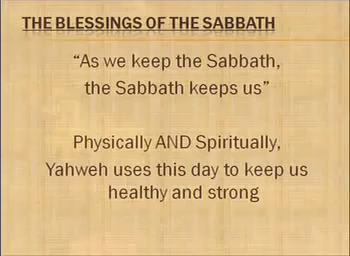 THE BLESSINGS OF THE SABBATH
“As we keep the Sabbath,
the Sabbath keeps us”
Physically AND Spiritually,
Yahweh uses this day to keep us
healthy and strong